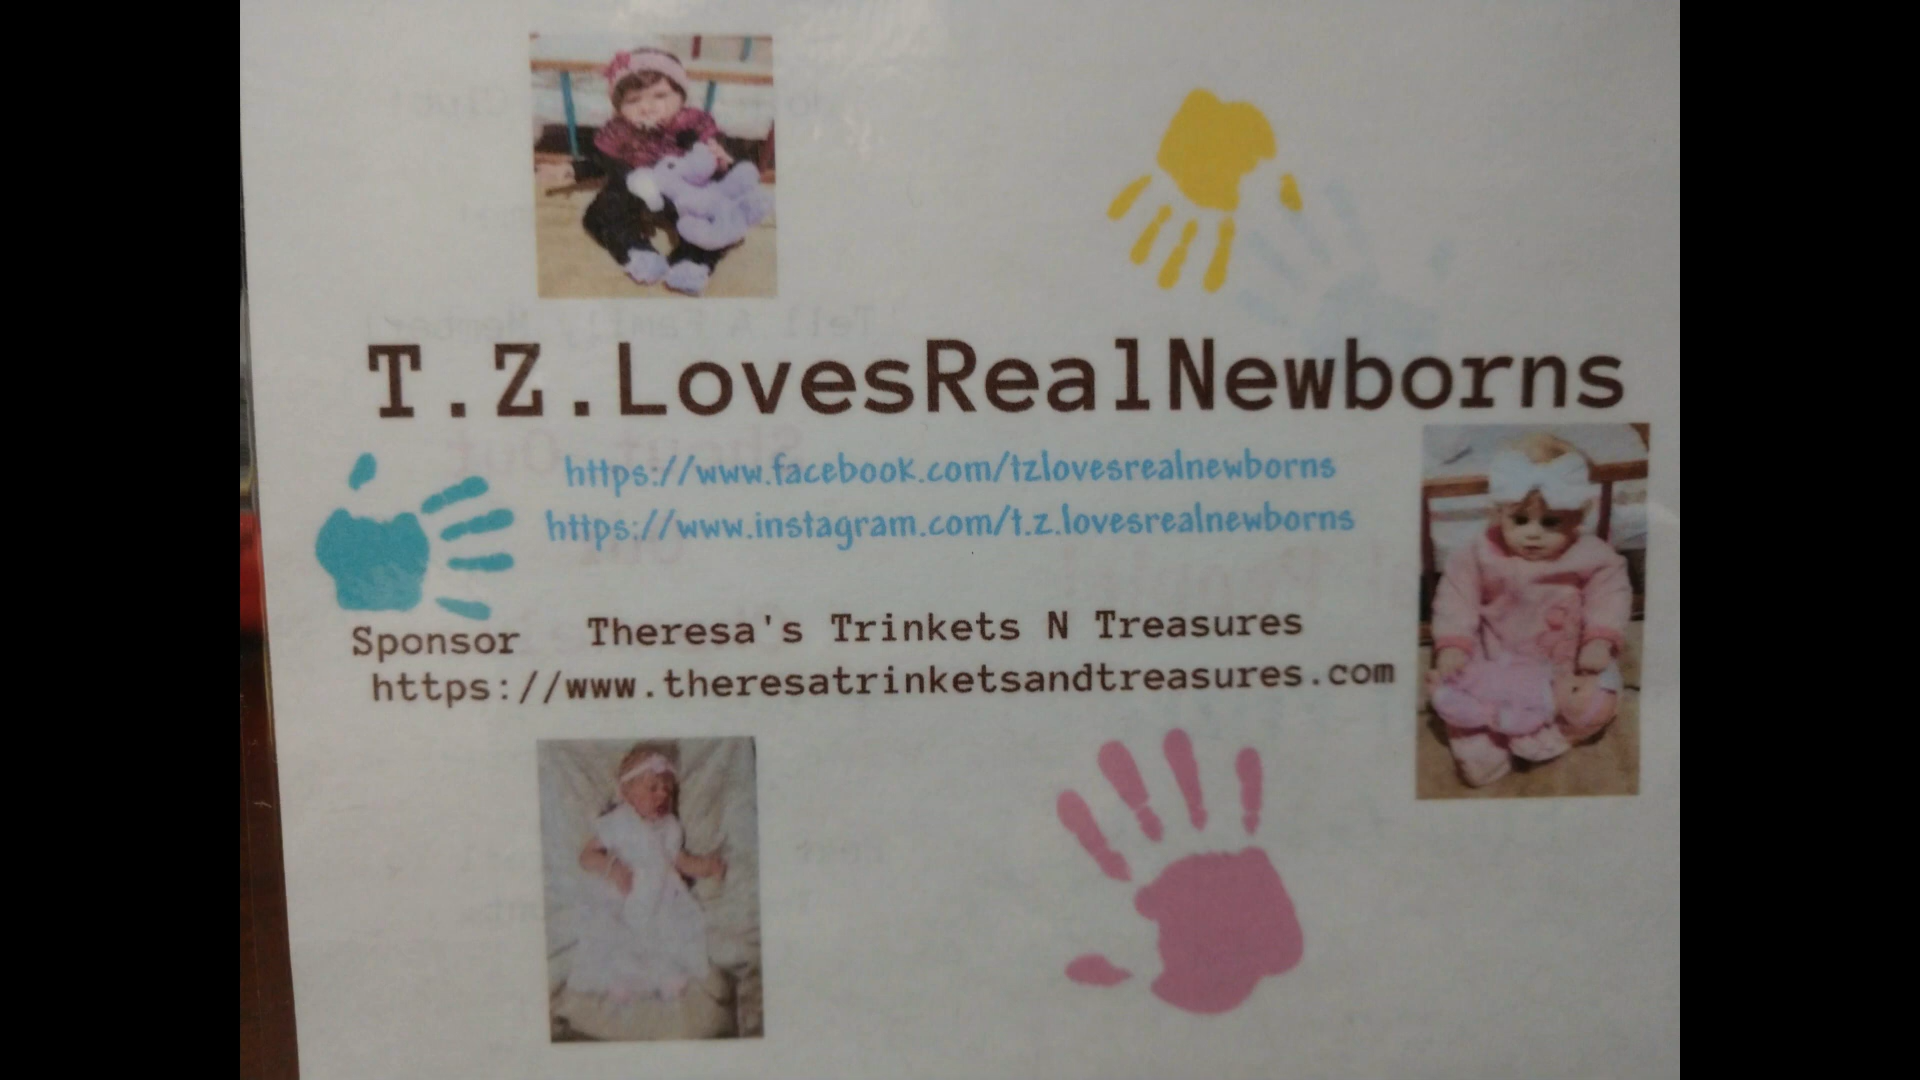 T.Z.LovesRealNewborns
https://www.facebook.com/tzlovesrealnewborns
https://www.instagram.com/t.z.lovesrealnewborns
Sponsor Theresa's Trinkets N Treasures
https://www.theresatrinketsandtreasures.com